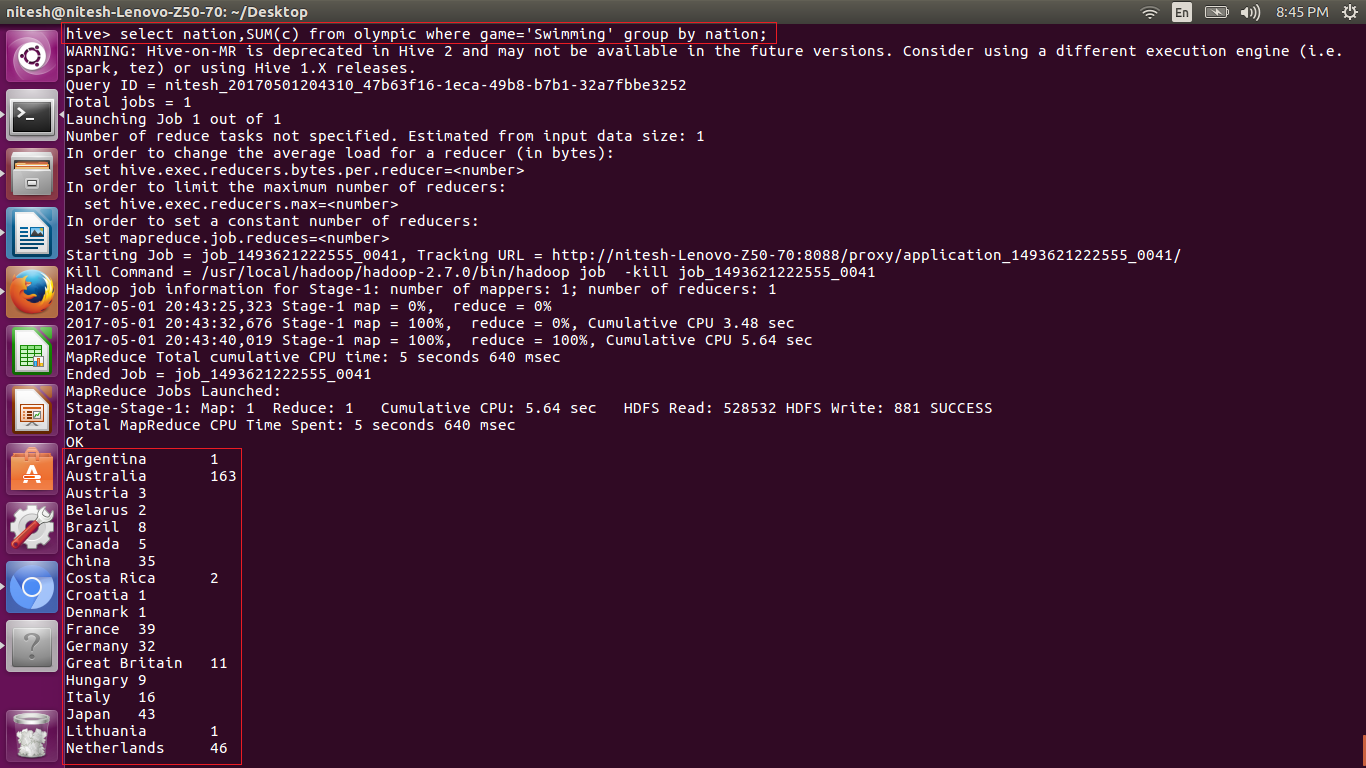 nitesh@nitesh-Lenovo-Z50-70: ~/Desktop
En
8:45 PM
hive> select nation,SUM(c) from olympic where game='Swimming' group by nation;
WARNING: Hive-on-MR is deprecated in Hive 2 and may not be available in the future versions. Consider using a different execution engine (i.e.
spark, tez) or using Hive 1.X releases.
Query ID = nitesh_20170501204310_47b63f16-1eca-49b8-b7b1-32a7fbbe3252
Total jobs = 1
Launching Job 1 out of 1
Number of reduce tasks not specified. Estimated from input data size: 1
In order to change the average load for a reducer (in bytes):
  set hive.exec.reducers.bytes.per.reducer=<number>
In order to limit the maximum number of reducers:
  set hive.exec.reducers.max=<number>
In order to set a constant number of reducers:
  set mapreduce.job.reduces=<number>
Starting Job = job_1493621222555_0041, Tracking URL = http://nitesh-Lenovo-Z50-70:8088/proxy/application_1493621222555_0041/
Kill Command = /usr/local/hadoop/hadoop-2.7.0/bin/hadoop job  -kill job_1493621222555_0041
Hadoop job information for Stage-1: number of mappers: 1; number of reducers: 1
2017-05-01 20:43:25,323 Stage-1 map = 0%,  reduce = 0%
2017-05-01 20:43:32,676 Stage-1 map = 100%,  reduce = 0%, Cumulative CPU 3.48 sec
2017-05-01 20:43:40,019 Stage-1 map = 100%,  reduce = 100%, Cumulative CPU 5.64 sec
MapReduce Total cumulative CPU time: 5 seconds 640 msec
Ended Job = job_1493621222555_0041
MapReduce Jobs Launched:
Stage-Stage-1: Map: 1  Reduce: 1   Cumulative CPU: 5.64 sec   HDFS Read: 528532 HDFS Write: 881 SUCCESS
Total MapReduce CPU Time Spent: 5 seconds 640 msec
OK
Argentina	1
Australia	163
Austria	3
Belarus	2
Brazil	8
Canada	5
China	35
Costa Rica	2
Croatia	1
Denmark	1
France	39
Germany	32
Great Britain	11
Hungary	9
Italy	16
Japan	43
Lithuania	1
Netherlands	46